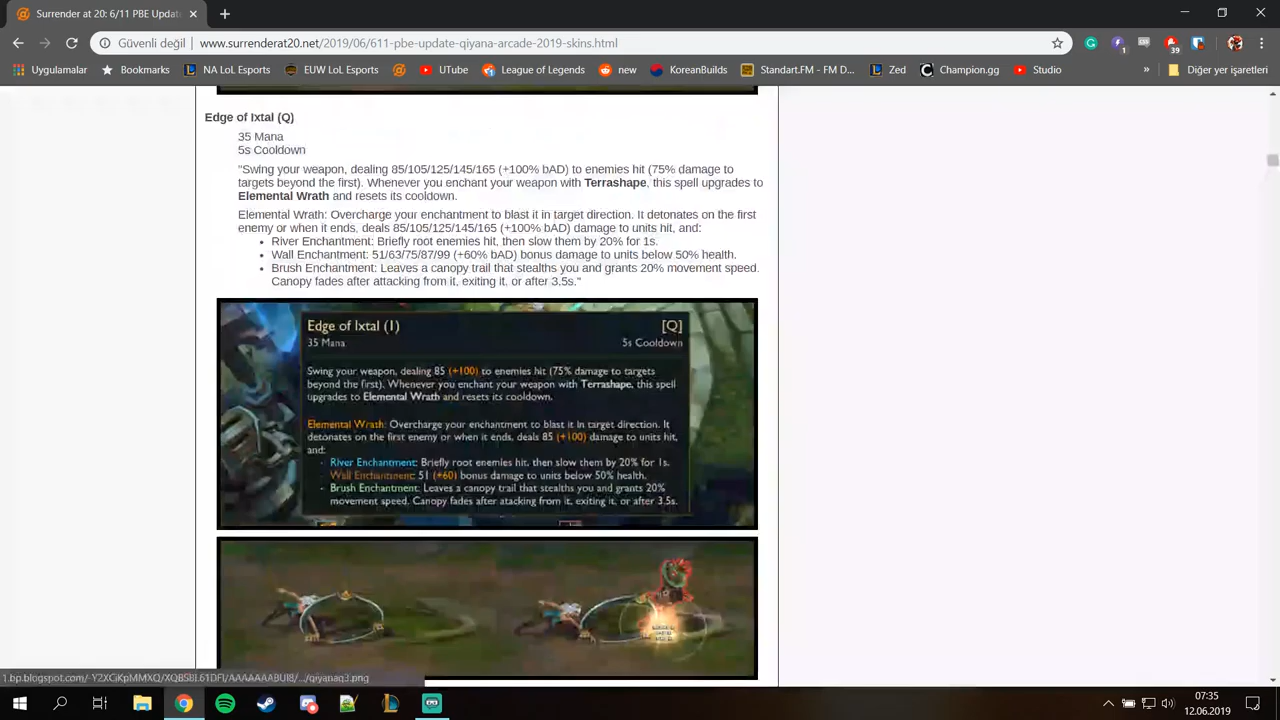 Surrender at 20: 6/11 PBE Updat
Güvenli değil
www.surrenderat20.net/2019/06/611-pbe-update-qiyana-arcade-2019-skins.html
1
39
Uygulamalar
Bookmarks
NA LoL Esports
EUW LoL Esports
UTube
League of Legends
new
KoreanBuilds
Standart.FM - FM D...
Zed
Champion.gg
Studio
»
Diğer yer işaretleri
Edge of Ixtal (Q)
35 Mana
5s Cooldown
"Swing your weapon, dealing 85/105/125/145/165 (+100% bAD) to enemies hit (75% damage to
targets beyond the first). Whenever you enchant your weapon with Terrashape, this spell upgrades to
Elemental Wrath and resets its cooldown.
Elemental Wrath: Overcharge your enchantment to blast it in target direction. It detonates on the first
enemy or when it ends, deals 85/105/125/145/165 (+100% bAD) damage to units hit, and:
• River Enchantment: Briefly root enemies hit, then slow them by 20% for 1s.
• Wall Enchantment: 51/63/75/87/99 (+60% bAD) bonus damage to units below 50% health.
• Brush Enchantment: Leaves a canopy trail that stealths you and grants 20% movement speed.
Canopy fades after attacking from it, exiting it, or after 3.5s."
Edge of Ixtal (1)
[Q]
35 Mana
5s Cooldown
Swing your weapon, dealing 85 (+100) to enemies hit (75% damage to targets
beyond the first). Whenever you enchant your weapon with Terrashape, this spell
upgrades to Elemental Wrath and resets its cooldown.
Elemental Wrath: Overcharge your enchantment to blast it in target direction. It
detonates on the first enemy or when it ends, deals 85 (+100) damage to units hit,
and:
River Enchantment: Briefly root enemies hit, then slow them by 20% for 1s.
Wall Enchantment: 51 (+60) bonus damage to units below 50% health.
Brush Enchantment: Leaves a canopy trail that stealths you and grants 20%
movement speed. Canopy fades after atacking from it, exiting it, or after 3.5s.
/qiyanaq3.png
07:35
12.06.2019